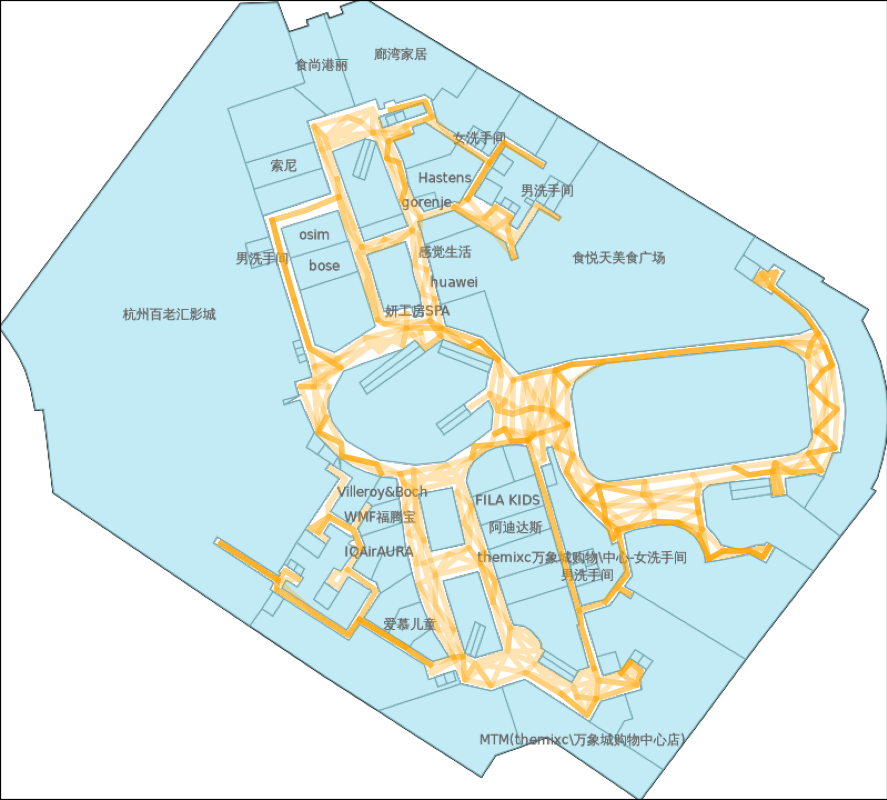 廊湾家居
食尚港丽
女洗手间
索尼
Hastens
男洗手间
gorenje
osim
感觉生活
男洗手间
食悦天美食广场
bose
huawei
杭州百老汇影城
妍工房SPA
Villeroy&Boch
FILA KIDS
WMF福腾宝
阿迪达斯
IQAirAURA
themixc万象城购物\中心-女洗手间
男洗手间
爱慕儿童
MTM(themixc\万象城购物中心店)